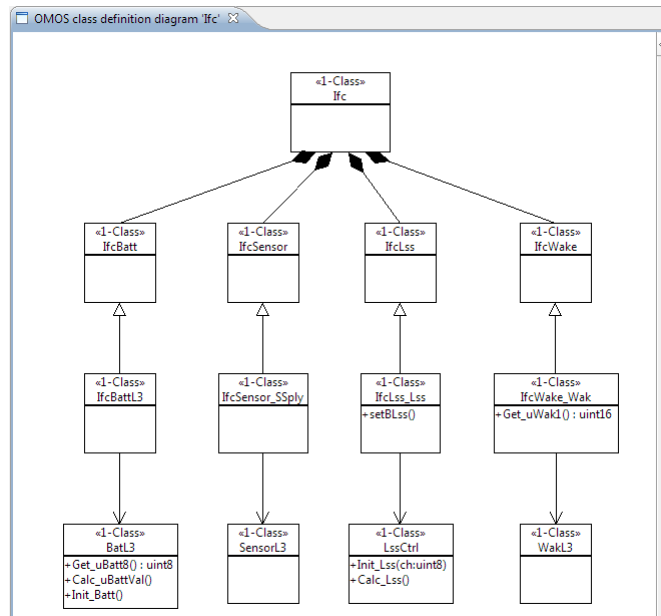 OMOS class definition diagram 'Ifc'
«1-Class»
Ifc
«1-Class»
IfcBatt
«1-Class»
IfcSensor
«1-Class»
IfcLss
«1-Class»
IfcWake
«1-Class»
IfcBattL3
«1-Class»
IfcSensor_SSply
«1-Class»
IfcLss_Lss
+setBLss()
«1-Class»
IfcWake_Wak
+Get_uWak1() : uint16
«1-Class»
BatL3
+Get_uBatt8() : uint8
+Calc_uBattVal()
+Init_Batt()
«1-Class»
SensorL3
«1-Class»
LssCtrl
+Init_Lss(ch:uint8)
+Calc_Lss()
«1-Class»
WakL3